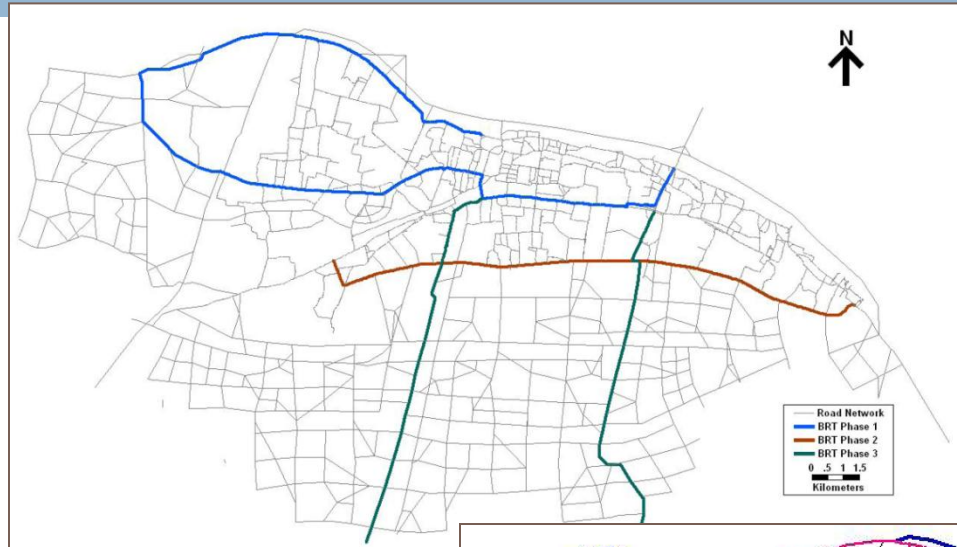 N
Road Network
BRT Phase 1
BRT Phase 2
BRT Phase 3
0 .5 1 1.5
Kilometers